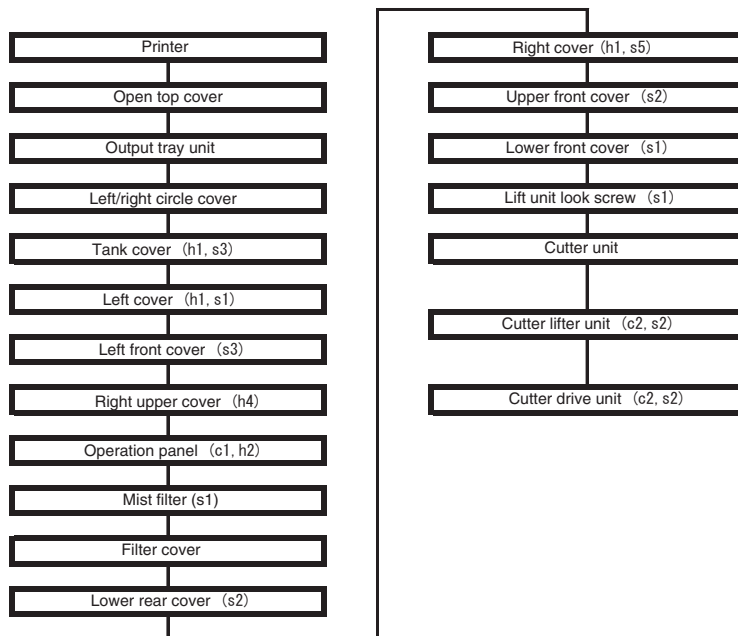 Printer
Open top cover
Output tray unit
Left/right circle cover
Tank cover (h1, s3)
Left cover (h1, s1)
Left front cover (s3)
Right upper cover (h4)
Operation panel (c1, h2)
Mist filter (s1)
Filter cover
Lower rear cover (s2)
Right cover (h1, s5)
Upper front cover (s2)
Lower front cover (s1)
Lift unit look screw (s1)
Cutter unit
Cutter lifter unit (c2, s2)
Cutter drive unit (c2, s2)